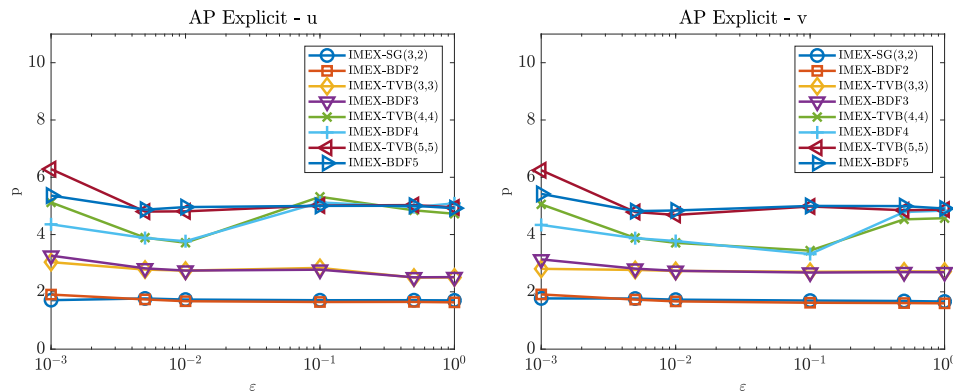 AP Explicit - u
10
8
6
4
2
0
p
10⁻³
10⁻²
10⁻¹
10⁰
ε
IMEX-SG(3,2)
IMEX-BDF2
IMEX-TVB(3,3)
IMEX-BDF3
IMEX-TVB(4,4)
IMEX-BDF4
IMEX-TVB(5,5)
IMEX-BDF5
AP Explicit - v
10
8
6
4
2
0
p
10⁻³
10⁻²
10⁻¹
10⁰
ε
IMEX-SG(3,2)
IMEX-BDF2
IMEX-TVB(3,3)
IMEX-BDF3
IMEX-TVB(4,4)
IMEX-BDF4
IMEX-TVB(5,5)
IMEX-BDF5